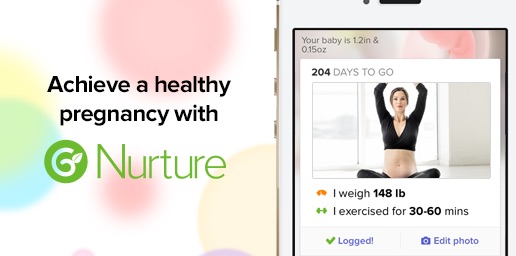 Achieve a healthy
pregnancy with
Nurture
Your baby is 1.2in &
0.15oz
204 DAYS TO GO
I weigh 148 lb
I exercised for 30-60 mins
Logged!
Edit photo